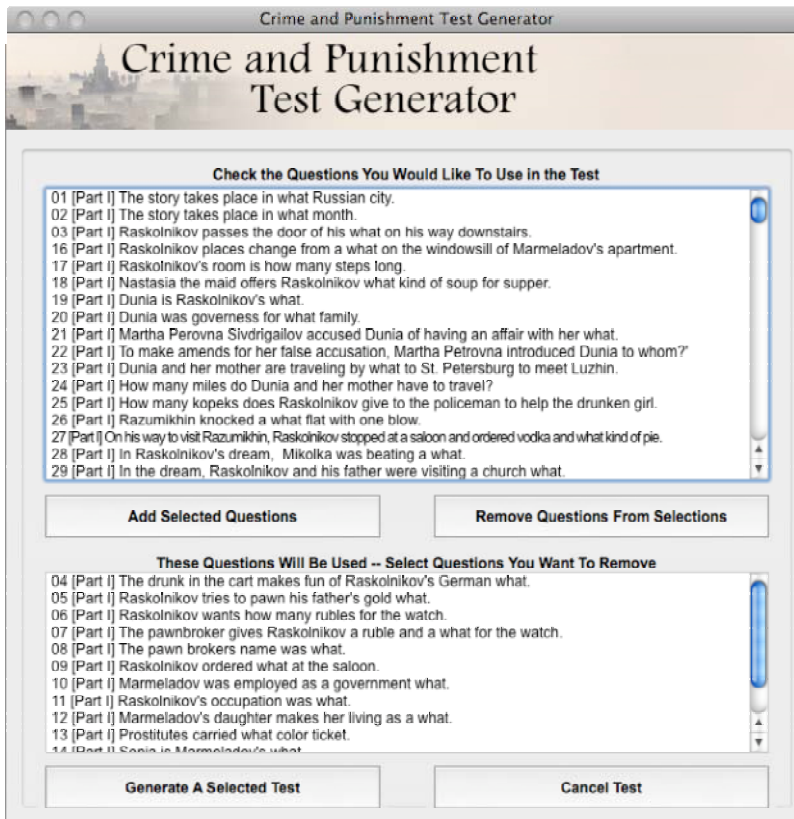 Crime and Punishment Test Generator
Crime and Punishment
Test Generator
Check the Questions You Would Like To Use in the Test
01 [Part I] The story takes place in what Russian city.
02 [Part I] The story takes place in what month.
03 [Part I] Raskolnikov passes the door of his what on his way downstairs.
16 [Part I] Raskolnikov places change from a what on the windowsill of Marmeladov's apartment.
17 [Part I] Raskolnikov's room is how many steps long.
18 [Part I] Nastasia the maid offers Raskolnikov what kind of soup for supper.
19 [Part I] Dunia is Raskolnikov's what.
20 [Part I] Dunia was governess for what family.
21 [Part I] Martha Perovna Sivdrigailov accused Dunia of having an affair with her what.
22 [Part I] To make amends for her false accusation, Martha Petrovna introduced Dunia to whom?"
23 [Part I] Dunia and her mother are traveling by what to St. Petersburg to meet Luzhin.
24 [Part I] How many miles do Dunia and her mother have to travel?
25 [Part I] How many kopeks does Raskolnikov give to the policeman to help the drunken girl.
26 [Part I] Razumikhin knocked a what flat with one blow.
27 [Part I] On his way to visit Razumikhin, Raskolnikov stopped at a saloon and ordered vodka and what kind of pie.
28 [Part I] In Raskolnikov's dream, Mikolka was beating a what.
29 [Part I] In the dream, Raskolnikov and his father were visiting a church what.
Add Selected Questions
Remove Questions From Selections
These Questions Will Be Used -- Select Questions You Want To Remove
04 [Part I] The drunk in the cart makes fun of Raskolnikov's German what.
05 [Part I] Raskolnikov tries to pawn his father's gold what.
06 [Part I] Raskolnikov wants how many rubles for the watch.
07 [Part I] The pawnbroker gives Raskolnikov a ruble and a what for the watch.
08 [Part I] The pawn brokers name was what.
09 [Part I] Raskolnikov ordered what at the saloon.
10 [Part I] Marmeladov was employed as a government what.
11 [Part I] Raskolnikov's occupation was what.
12 [Part I] Marmeladov's daughter makes her living as a what.
13 [Part I] Prostitutes carried what color ticket.
14 [Part I] Sonia is Marmeladov's what.
Generate A Selected Test
Cancel Test